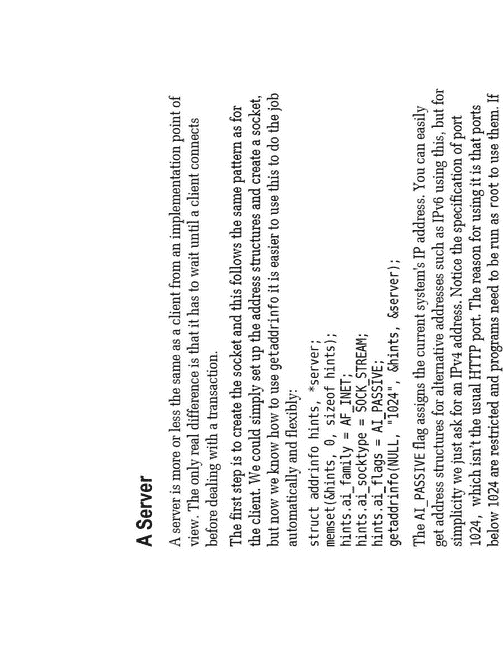 A Server
A server is more or less the same as a client from an implementation point of
view. The only real difference is that it has to wait until a client connects
before dealing with a transaction.
The first step is to create the socket and this follows the same pattern as for
the client. We could simply set up the address structures and create a socket,
but now we know how to use getaddrinfo it is easier to use this to do the job
automatically and flexibly:
struct addrinfo hints, *server;
memset(&hints, 0, sizeof hints);
hints.ai_family = AF_INET;
hints.ai_socktype = SOCK_STREAM;
hints.ai_flags = AI_PASSIVE;
getaddrinfo(NULL, "1024", &hints, &server);
The AI_PASSIVE flag assigns the current system's IP address. You can easily
get address structures for alternative addresses such as IPv6 using this, but for
simplicity we just ask for an IPv4 address. Notice the specification of port
1024, which isn't the usual HTTP port. The reason for using it is that ports
below 1024 are restricted and programs need to be run as root to use them. If